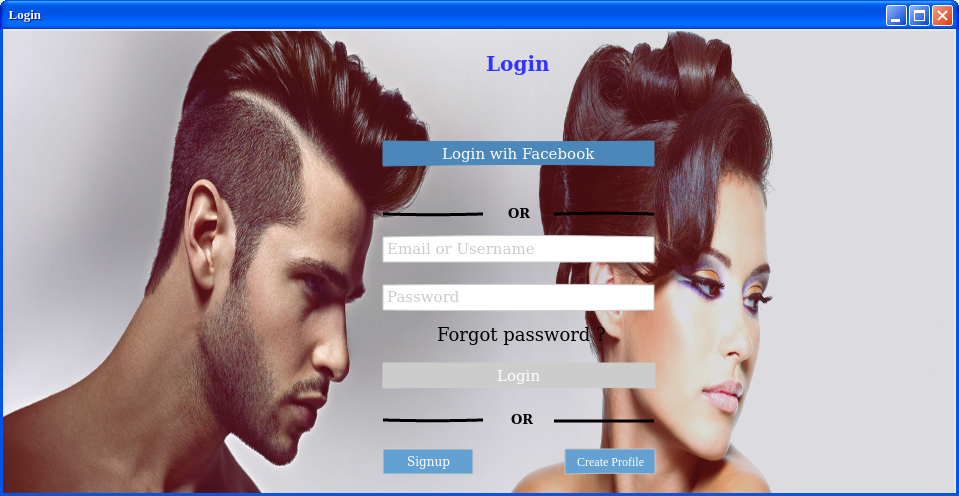 Login
Login
Login wih Facebook
OR
Email or Username
Password
Forgot password ?
Login
OR
Signup
Create Profile